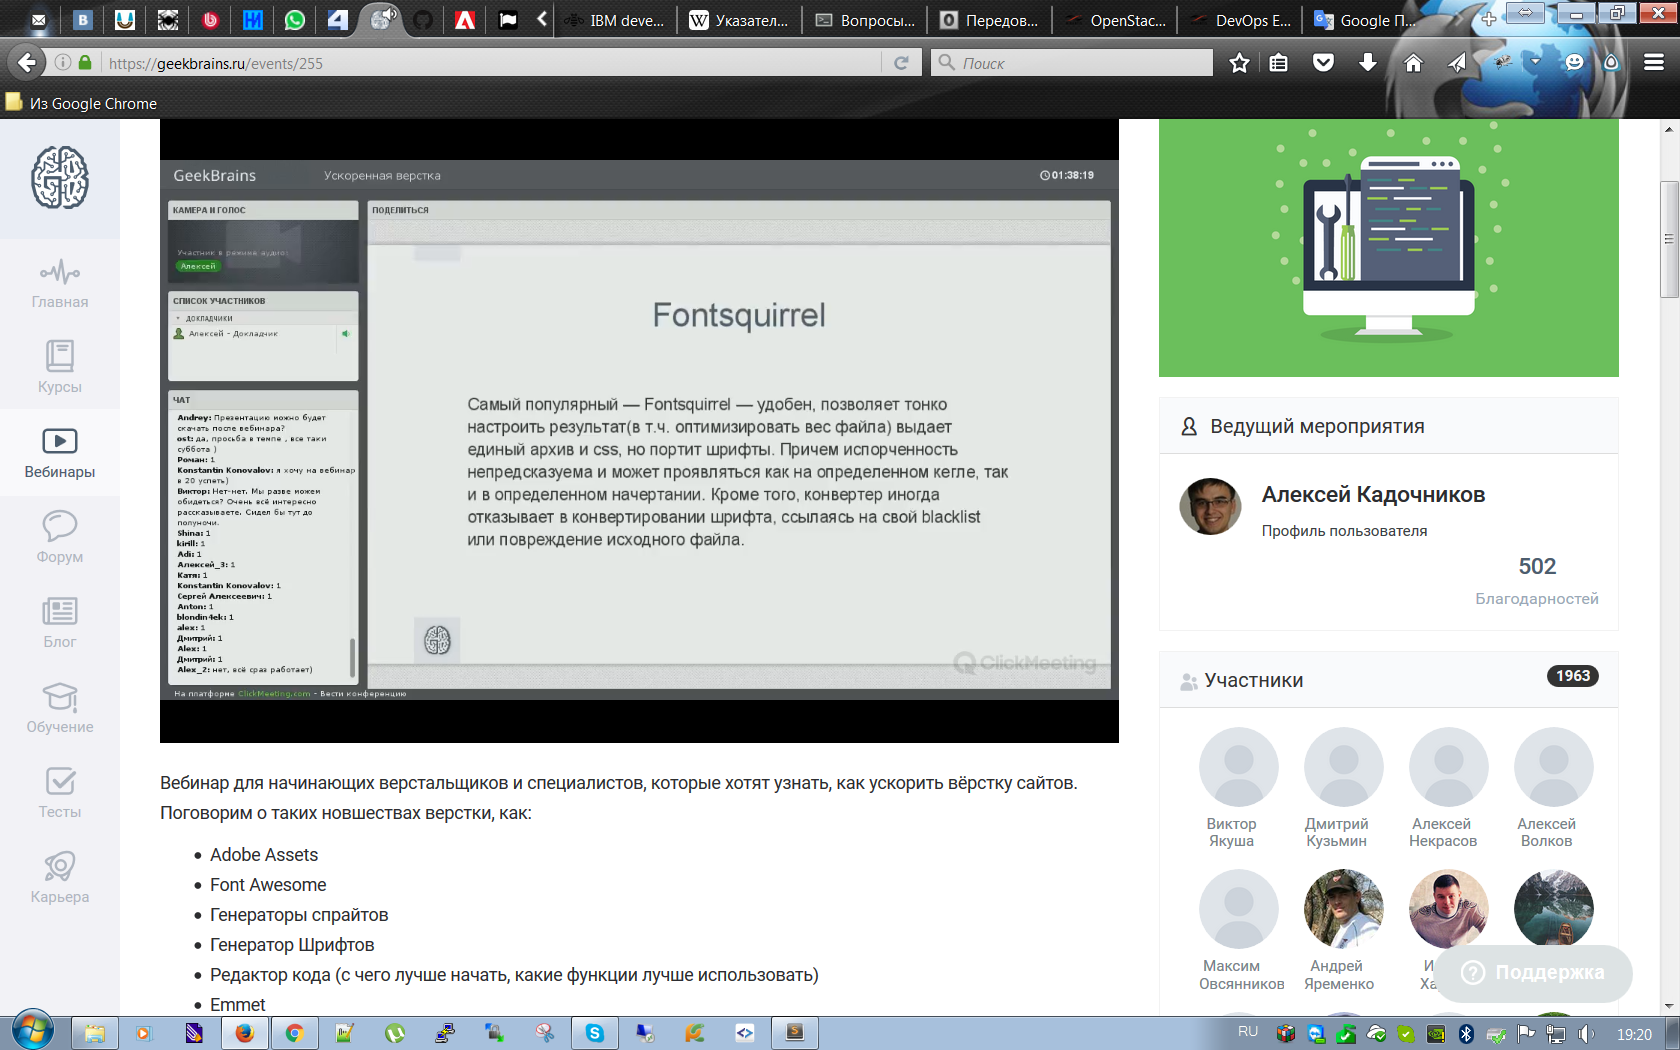 IBM deve...
Указател...
Вопросы...
Передов...
OpenStac...
DevOps E...
Google П...
https://geekbrains.ru/events/255
Поиск
Из Google Chrome
Главная
Курсы
Вебинары
Форум
Блог
Обучение
Тесты
Карьера
GeekBrains
Ускоренная верстка
01:38:19
КАМЕРА И ГОЛОС
Участник в режиме аудио:
Алексей
СПИСОК УЧАСТНИКОВ
ДОКЛАДЧИКИ
Алексей - Докладчик
ЧАТ
Andrey: Презентацию можно будет
скачать после вебинара?
ost: да, просьба в темпе , все таки
суббота )
Роман: 1
Konstantin Konovalov: я хочу на вебинар
в 20 успеть)
Виктор: Нет-нет. Мы разве можем
обидеться? Очень всё интересно
рассказываете. Сидел бы тут до
полуночи.
Shina: 1
kirill: 1
Adi: 1
Алексей_3: 1
Катя: 1
Konstantin Konovalov: 1
Сергей Алексеевич: 1
Anton: 1
blondin4ek: 1
alex: 1
Дмитрий: 1
Alex: 1
Дмитрий: 1
Alex_2: нет, всё сраз работает)
На платформе ClickMeeting.com - Вести конференцию
ПОДЕЛИТЬСЯ
Fontsquirrel
Самый популярный — Fontsquirrel — удобен, позволяет тонко
настроить результат(в т.ч. оптимизировать вес файла) выдает
единый архив и css, но портит шрифты. Причем испорченность
непредсказуема и может проявляться как на определенном кегле, так
и в определенном начертании. Кроме того, конвертер иногда
отказывает в конвертировании шрифта, ссылаясь на свой blacklist
или повреждение исходного файла.
ClickMeeting
Вебинар для начинающих верстальщиков и специалистов, которые хотят узнать, как ускорить вёрстку сайтов.
Поговорим о таких новшествах верстки, как:
Adobe Assets
Font Awesome
Генераторы спрайтов
Генератор Шрифтов
Редактор кода (с чего лучше начать, какие функции лучше использовать)
Emmet
Ведущий мероприятия
Алексей Кадочников
Профиль пользователя
502
Благодарностей
Участники
1963
Виктор
Якуша
Дмитрий
Кузьмин
Алексей
Некрасов
Алексей
Волков
Максим
Овсянников
Андрей
Яременко
Поддержка
RU
19:20